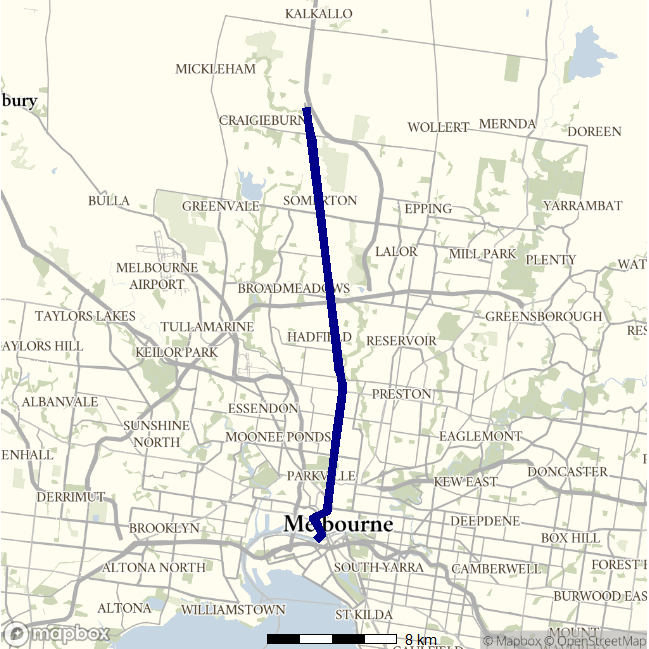 KALKALLO
MICKLEHAM
bury
CRAIGIEBURN
WOLLERT
MERNDA
DOREEN
BULLA
GREENVALE
SOMERTON
EPPING
YARRAMBAT
LALOR
MILL PARK
PLENTY
WAT
MELBOURNE
AIRPORT
BROADMEADOWS
TAYLORS LAKES
TULLAMARINE
GREENSBOROUGH
HADFIELD
RESERVOIR
RES
AYLORS HILL
KEILOR PARK
ALBANVALE
ESSENDON
PRESTON
SUNSHINE
NORTH
MOONEE PONDS
EAGLEMONT
ENHALL
PARKVILLE
KEW EAST
DONCASTER
DERRIMUT
BROOKLYN
Melbourne
DEEPDENE
BOX HILL
ALTONA NORTH
SOUTH YARRA
CAMBERWELL
FOREST
BURWOOD EAS
ALTONA
WILLIAMSTOWN
ST KILDA
MOUNT
CAULFIELD
8 km
mapbox
© Mapbox © OpenStreetMap